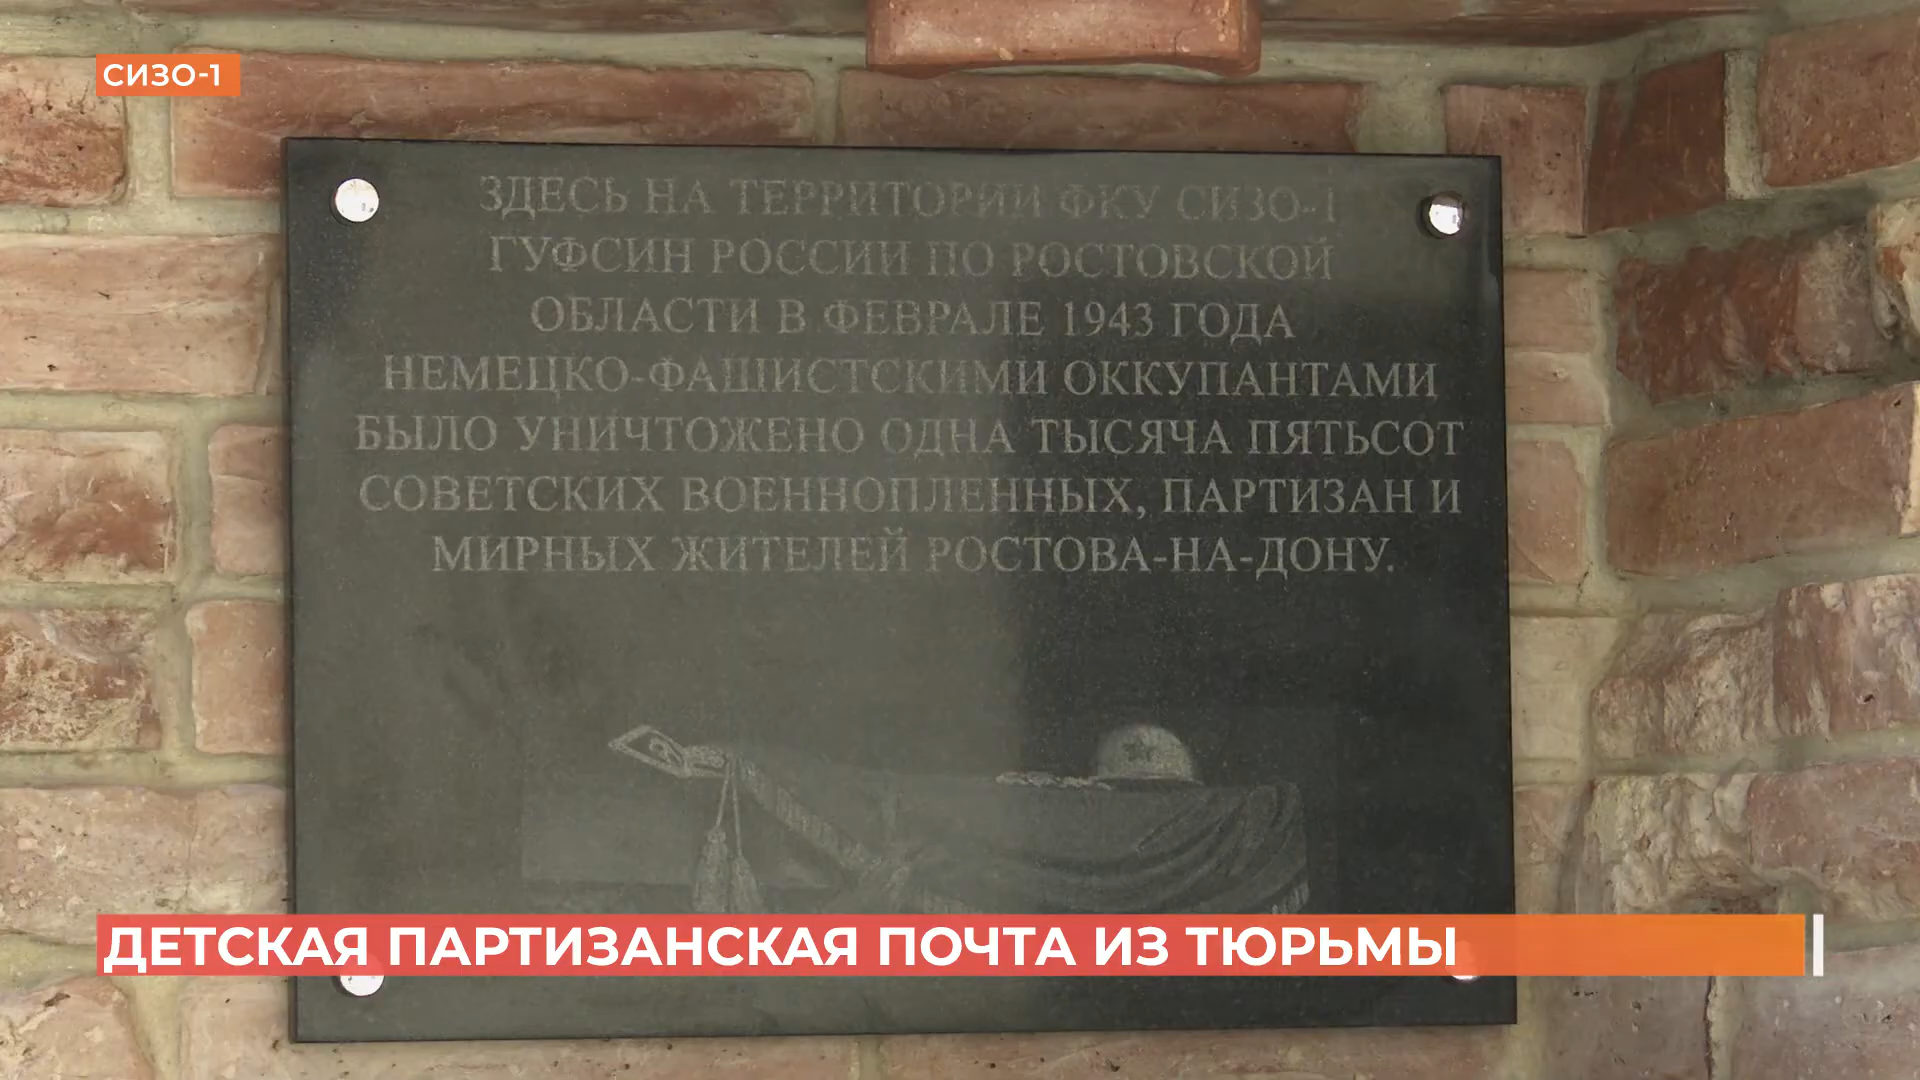 СИЗО-1
ЗДЕСЬ НА ТЕРРИТОРИИ ФКУ СИЗО-1
ГУФСИН РОССИИ ПО РОСТОВСКОЙ
ОБЛАСТИ В ФЕВРАЛЕ 1943 ГОДА
НЕМЕЦКО-ФАШИСТСКИМИ ОККУПАНТАМИ
БЫЛО УНИЧТОЖЕНО ОДНА ТЫСЯЧА ПЯТЬСОТ
СОВЕТСКИХ ВОЕННОПЛЕННЫХ, ПАРТИЗАН И
МИРНЫХ ЖИТЕЛЕЙ РОСТОВА-НА-ДОНУ.
ДЕТСКАЯ ПАРТИЗАНСКАЯ ПОЧТА ИЗ ТЮРЬМЫ